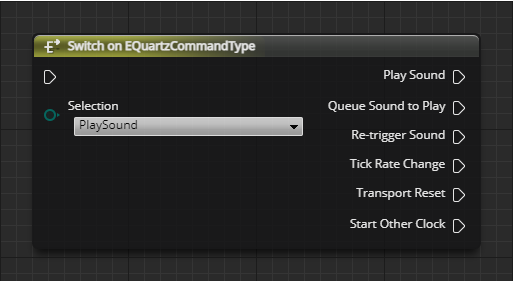 Switch on EQuartzCommandType
Play Sound
Selection
PlaySound
Queue Sound to Play
Re-trigger Sound
Tick Rate Change
Transport Reset
Start Other Clock